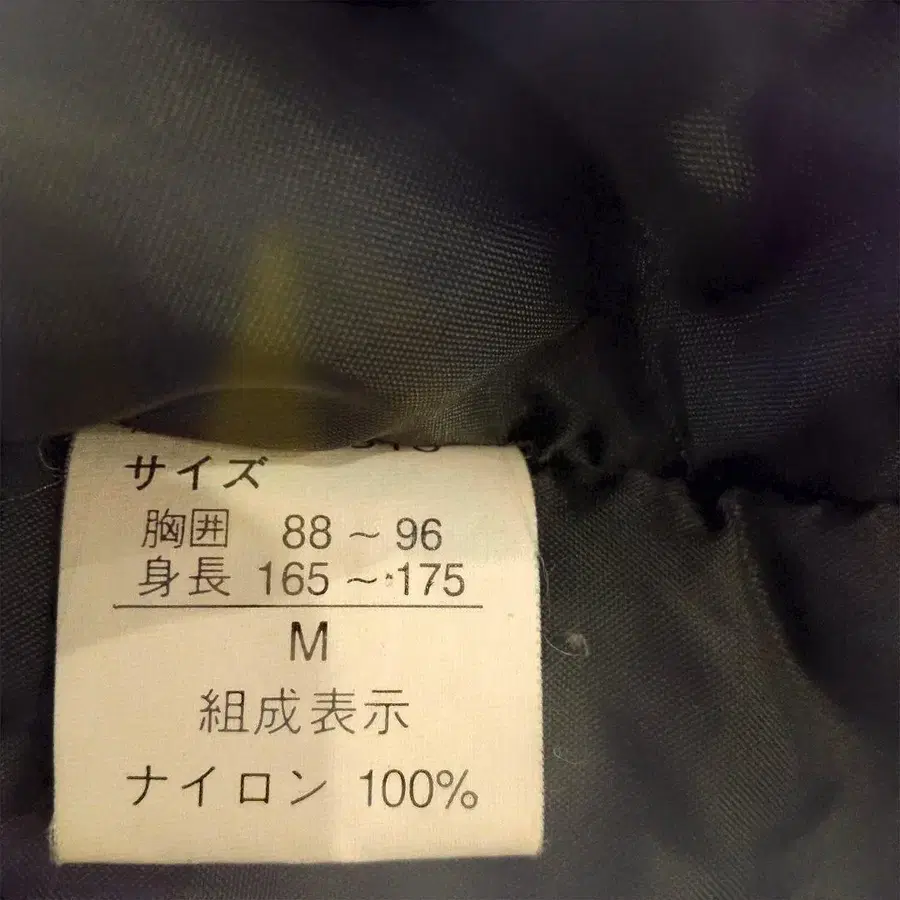 サイズ
胸囲 88～96
身長 165～175
M
組成表示
ナイロン 100%